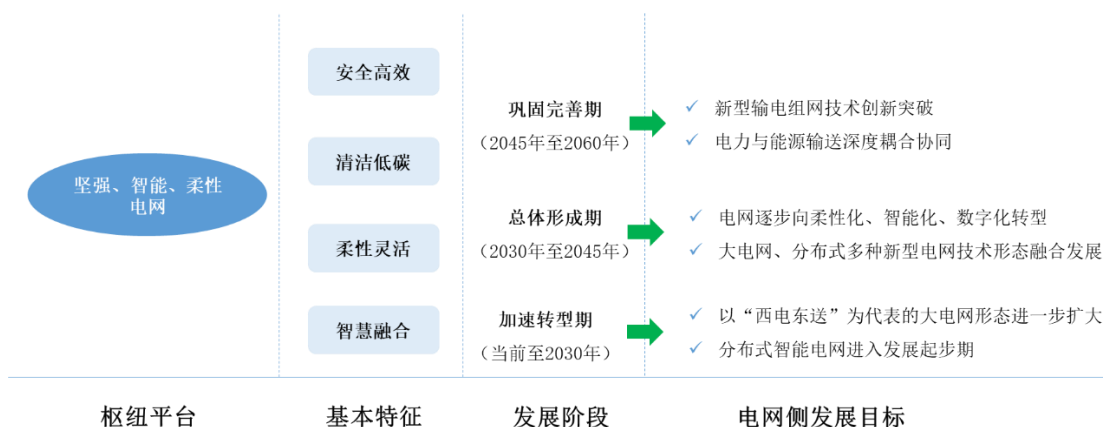 坚强、智能、柔性
电网
安全高效
清洁低碳
柔性灵活
智慧融合
巩固完善期
（2045年至2060年）
总体形成期
（2030年至2045年）
加速转型期
（当前至2030年）
✓ 新型输电组网技术创新突破
✓ 电力与能源输送深度耦合协同
✓ 电网逐步向柔性化、智能化、数字化转型
✓ 大电网、分布式多种新型电网技术形态融合发展
✓ 以“西电东送”为代表的大电网形态进一步扩大
✓ 分布式智能电网进入发展起步期
枢纽平台
基本特征
发展阶段
电网侧发展目标